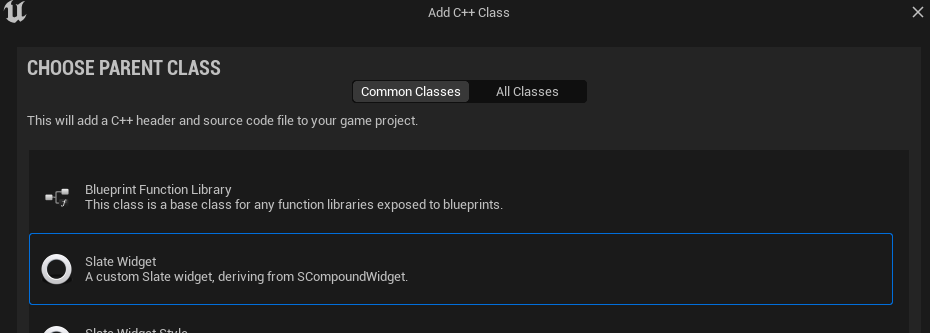 Add C++ Class
CHOOSE PARENT CLASS
Common Classes
All Classes
This will add a C++ header and source code file to your game project.
Blueprint Function Library
This class is a base class for any function libraries exposed to blueprints.
Slate Widget
A custom Slate widget, deriving from SCompoundWidget.
Slate Widget Style